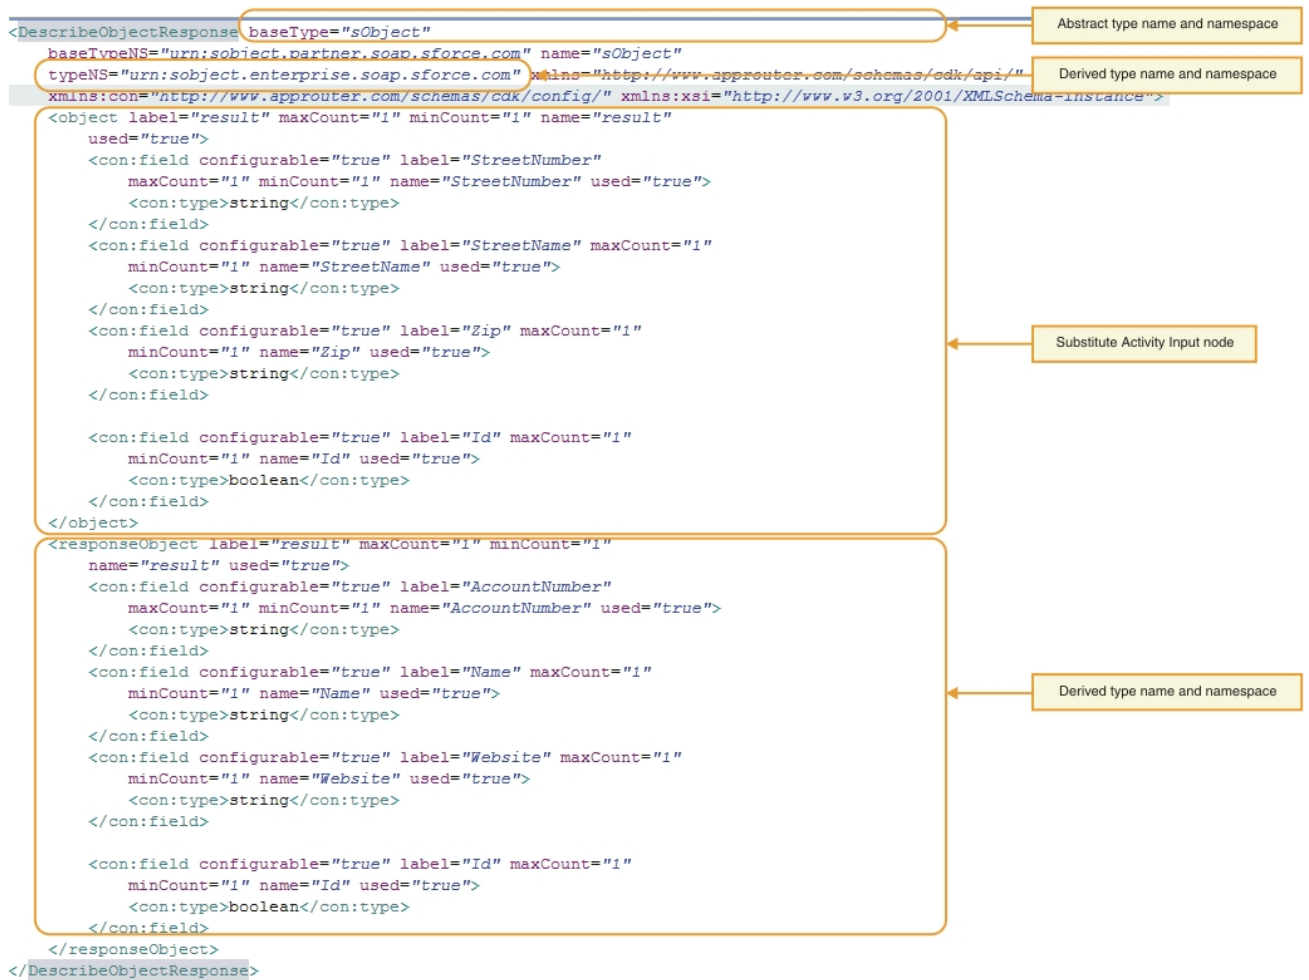 <DescribeObjectResponse baseType="sObject"
baseTypeNS="urn:sobject.partner.soap.sforce.com" name="sObject"
typeNS="urn:sobject.enterprise.soap.sforce.com" xmlns="http://www.approuter.com/schemas/cdk/api/"
xmlns:con="http://www.approuter.com/schemas/cdk/config/" xmlns:xsi="http://www.w3.org/2001/XMLSchema-instance">
<object label="result" maxCount="1" minCount="1" name="result"
used="true">
<con:field configurable="true" label="StreetNumber"
maxCount="1" minCount="1" name="StreetNumber" used="true">
<con:type>string</con:type>
</con:field>
<con:field configurable="true" label="StreetName" maxCount="1"
minCount="1" name="StreetName" used="true">
<con:type>string</con:type>
</con:field>
<con:field configurable="true" label="Zip" maxCount="1"
minCount="1" name="Zip" used="true">
<con:type>string</con:type>
</con:field>
<con:field configurable="true" label="Id" maxCount="1"
minCount="1" name="Id" used="true">
<con:type>boolean</con:type>
</con:field>
</object>
<responseObject label="result" maxCount="1" minCount="1"
name="result" used="true">
<con:field configurable="true" label="AccountNumber"
maxCount="1" minCount="1" name="AccountNumber" used="true">
<con:type>string</con:type>
</con:field>
<con:field configurable="true" label="Name" maxCount="1"
minCount="1" name="Name" used="true">
<con:type>string</con:type>
</con:field>
<con:field configurable="true" label="Website" maxCount="1"
minCount="1" name="Website" used="true">
<con:type>string</con:type>
</con:field>
<con:field configurable="true" label="Id" maxCount="1"
minCount="1" name="Id" used="true">
<con:type>boolean</con:type>
</con:field>
</responseObject>
</DescribeObjectResponse>
Abstract type name and namespace
Derived type name and namespace
Substitute Activity Input node
Derived type name and namespace